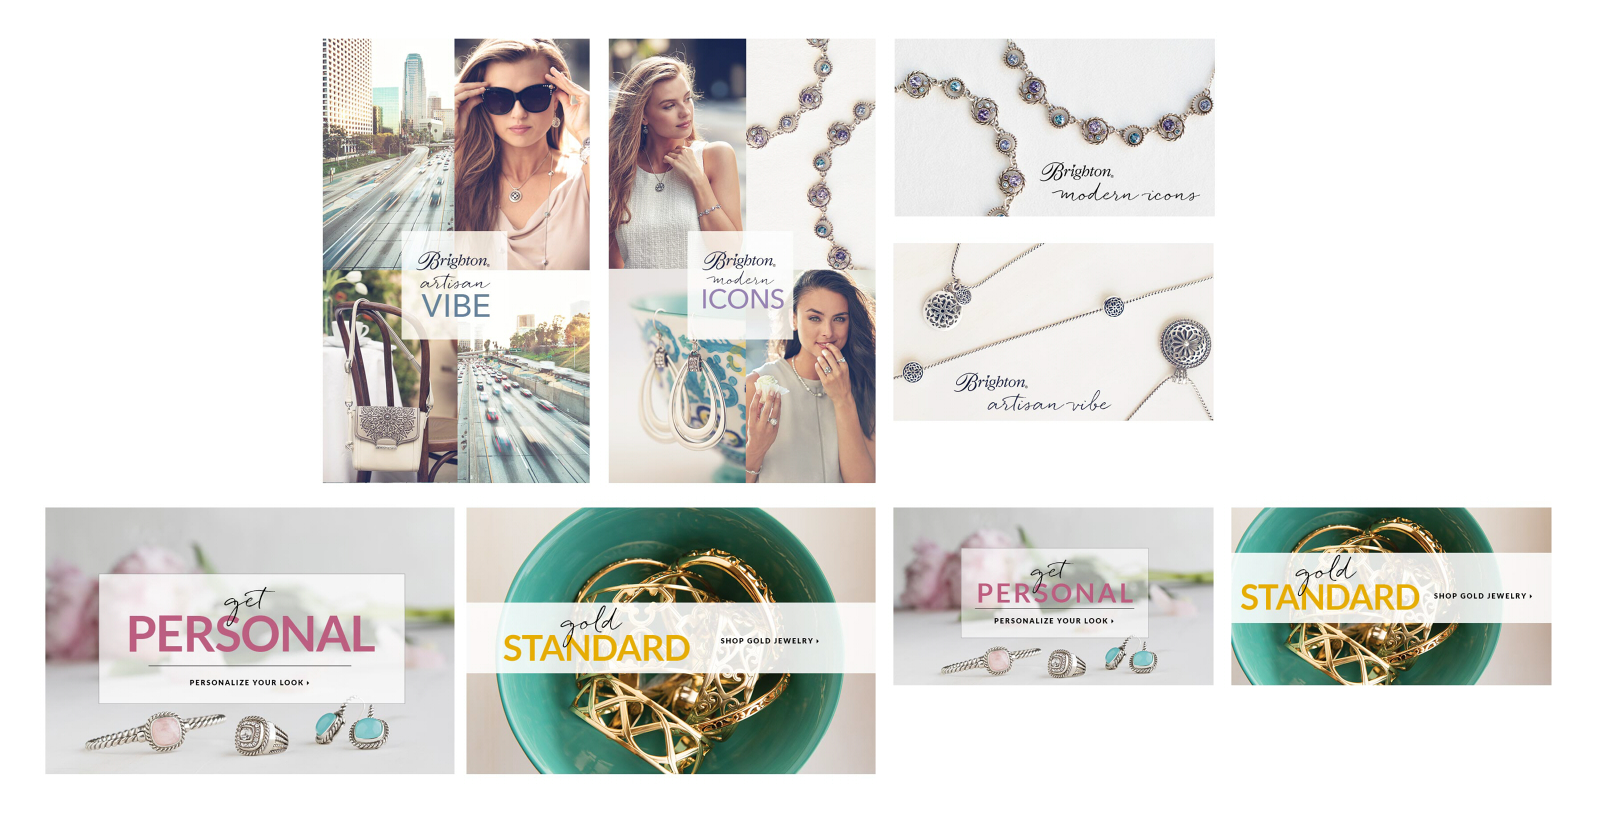 Brighton®
artisan
VIBE
Brighton®
modern
ICONS
Brighton®
modern icons
Brighton®
artisan vibe
get
PERSONAL
PERSONALIZE YOUR LOOK ›
gold
STANDARD
SHOP GOLD JEWELRY ›
get
PERSONAL
PERSONALIZE YOUR LOOK ›
gold
STANDARD
SHOP GOLD JEWELRY ›